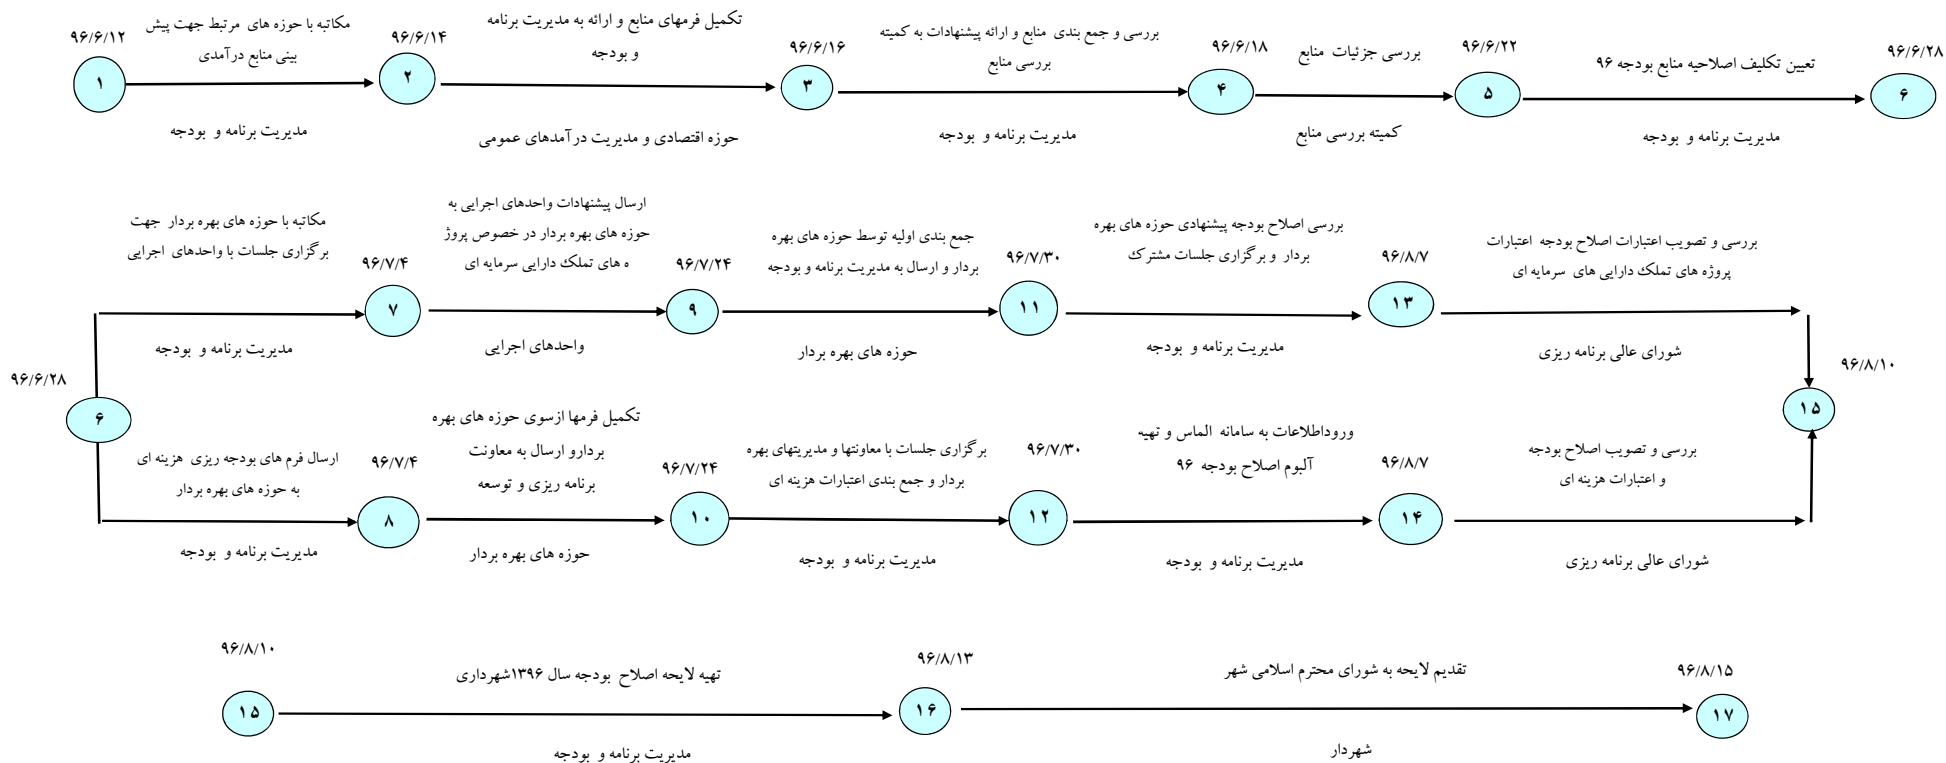 ۹۶/۶/۱۲
مکاتبه با حوزه های مرتبط جهت پیش
بینی منابع درآمدی
۹۶/۶/۱۴
تکمیل فرمهای منابع و ارائه به مدیریت برنامه
و بودجه
۹۶/۶/۱۶
بررسی و جمع بندی منابع و ارائه پیشنهادات به کمیته
بررسی منابع
۹۶/۶/۱۸
بررسی جزئیات منابع
۹۶/۶/۲۲
تعیین تکلیف اصلاحیه منابع بودجه ۹۶
۹۶/۶/۲۸
۱
۲
۳
۴
۵
۶
مدیریت برنامه و بودجه
حوزه اقتصادی و مدیریت درآمدهای عمومی
مدیریت برنامه و بودجه
کمیته بررسی منابع
مدیریت برنامه و بودجه
مکاتبه با حوزه های بهره بردار جهت
برگزاری جلسات با واحدهای اجرایی
۹۶/۷/۴
ارسال پیشنهادات واحدهای اجرایی به
حوزه های بهره بردار در خصوص پروژ
ه های تملک دارایی سرمایه ای
۹۶/۷/۲۴
جمع بندی اولیه توسط حوزه های بهره
بردار و ارسال به مدیریت برنامه و بودجه
۹۶/۷/۳۰
بررسی اصلاح بودجه پیشنهادی حوزه های بهره
بردار و برگزاری جلسات مشترک
۹۶/۸/۷
بررسی و تصویب اعتبارات اصلاح بودجه اعتبارات
پروژه های تملک دارایی های سرمایه ای
۷
۹
۱۱
۱۳
مدیریت برنامه و بودجه
واحدهای اجرایی
حوزه های بهره بردار
مدیریت برنامه و بودجه
شورای عالی برنامه ریزی
۹۶/۶/۲۸
۶
۹۶/۸/۱۰
۱۵
ارسال فرم های بودجه ریزی هزینه ای
به حوزه های بهره بردار
۹۶/۷/۴
تکمیل فرمها ازسوی حوزه های بهره
بردارو ارسال به معاونت
برنامه ریزی و توسعه
۹۶/۷/۲۴
برگزاری جلسات با معاونتها و مدیریتهای بهره
بردار و جمع بندی اعتبارات هزینه ای
۹۶/۷/۳۰
وروداطلاعات به سامانه الماس و تهیه
آلبوم اصلاح بودجه ۹۶
۹۶/۸/۷
بررسی و تصویب اصلاح بودجه
و اعتبارات هزینه ای
۸
۱۰
۱۲
۱۴
مدیریت برنامه و بودجه
حوزه های بهره بردار
مدیریت برنامه و بودجه
مدیریت برنامه و بودجه
شورای عالی برنامه ریزی
۹۶/۸/۱۰
تهیه لایحه اصلاح بودجه سال ۱۳۹۶شهرداری
۹۶/۸/۱۳
تقدیم لایحه به شورای محترم اسلامی شهر
۹۶/۸/۱۵
۱۵
۱۶
۱۷
مدیریت برنامه و بودجه
شهردار